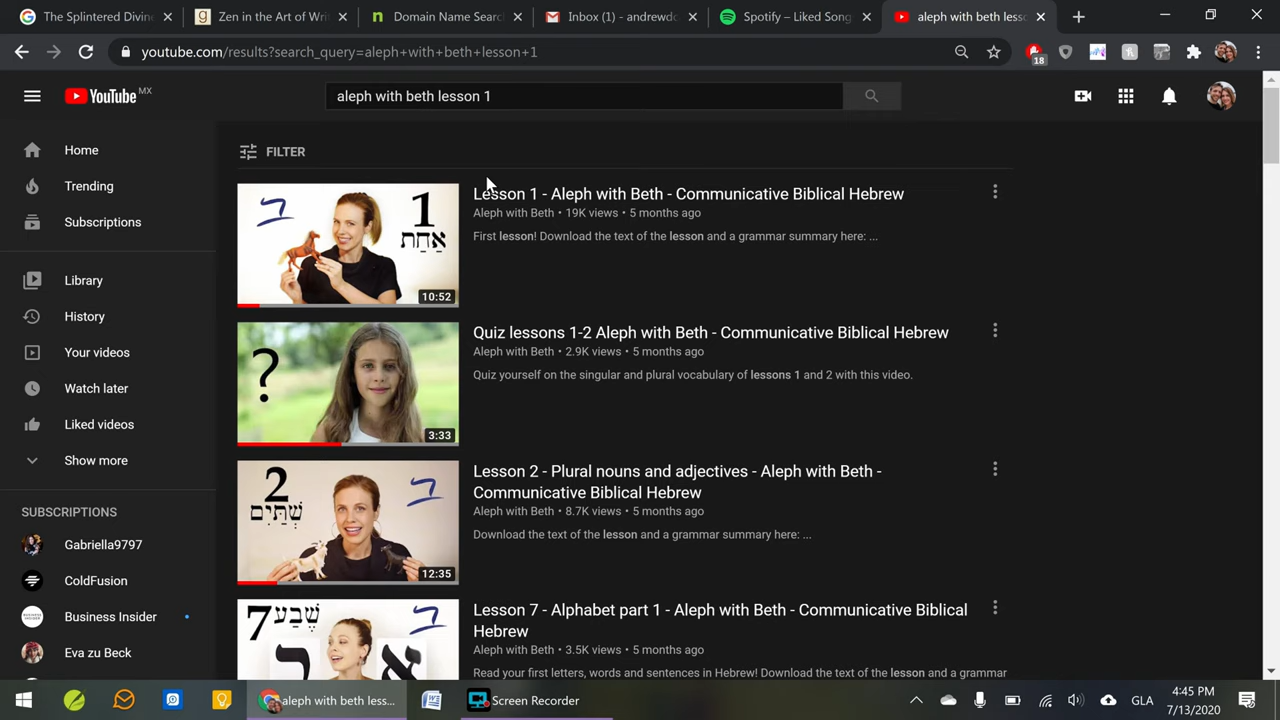 The Splintered Divine
Zen in the Art of Wri
Domain Name Searc
Inbox (1) - andrewdc
Spotify – Liked Song
aleph with beth lesso
youtube.com/results?search_query=aleph+with+beth+lesson+1
18
YouTube MX
aleph with beth lesson 1
Home
Trending
Subscriptions
Library
History
Your videos
Watch later
Liked videos
Show more
SUBSCRIPTIONS
Gabriella9797
ColdFusion
Business Insider
Eva zu Beck
FILTER
1
אַחַת
ב
10:52
Lesson 1 - Aleph with Beth - Communicative Biblical Hebrew
Aleph with Beth • 19K views • 5 months ago
First lesson! Download the text of the lesson and a grammar summary here: ...
?
3:33
Quiz lessons 1-2 Aleph with Beth - Communicative Biblical Hebrew
Aleph with Beth • 2.9K views • 5 months ago
Quiz yourself on the singular and plural vocabulary of lessons 1 and 2 with this video.
2
שְׁתַּיִם
ב
12:35
Lesson 2 - Plural nouns and adjectives - Aleph with Beth -
Communicative Biblical Hebrew
Aleph with Beth • 8.7K views • 5 months ago
Download the text of the lesson and a grammar summary here: ...
7 שֶׁבַע
ב
א
Lesson 7 - Alphabet part 1 - Aleph with Beth - Communicative Biblical
Hebrew
Aleph with Beth • 3.5K views • 5 months ago
Read your first letters, words and sentences in Hebrew! Download the text of the lesson and a grammar
aleph with beth less...
Screen Recorder
GLA
4:45 PM
7/13/2020